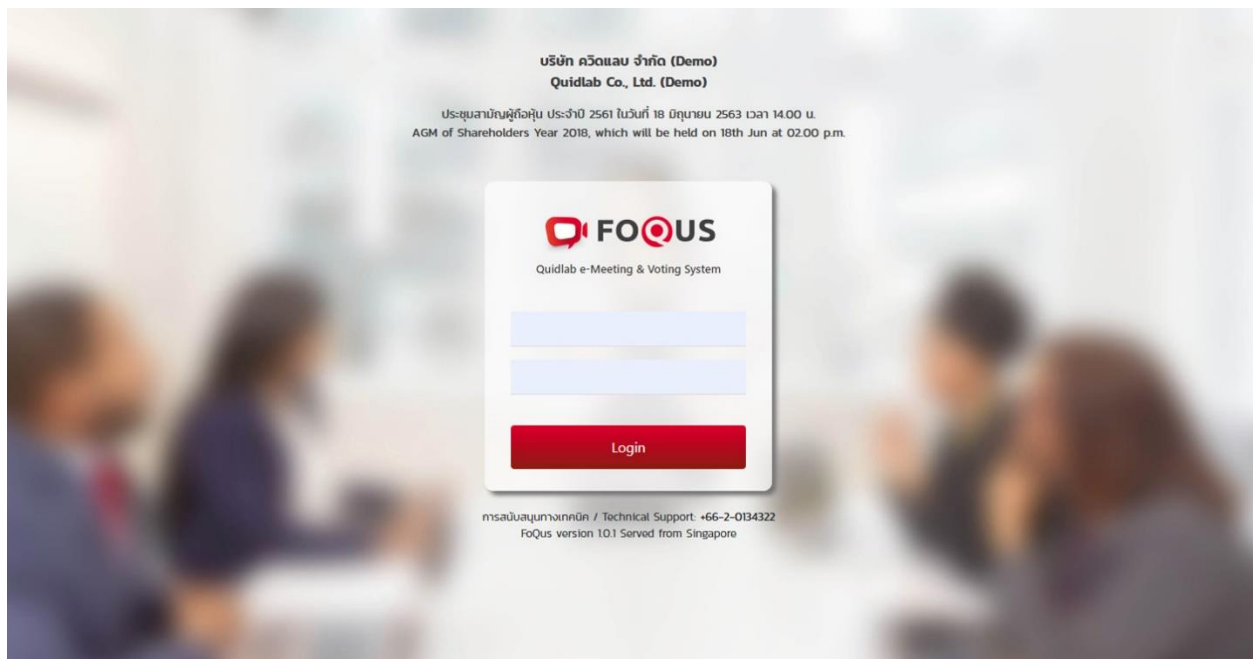 บริษัท ควิดแลบ จำกัด (Demo)
Quidlab Co., Ltd. (Demo)
ประชุมสามัญผู้ถือหุ้น ประจำปี 2561 ในวันที่ 18 มิถุนายน 2563 เวลา 14.00 น.
AGM of Shareholders Year 2018, which will be held on 18th Jun at 02.00 p.m.
FOQUS
Quidlab e-Meeting & Voting System
Login
การสนับสนุนทางเทคนิค / Technical Support: +66-2-0134322
FoQus version 1.0.1 Served from Singapore